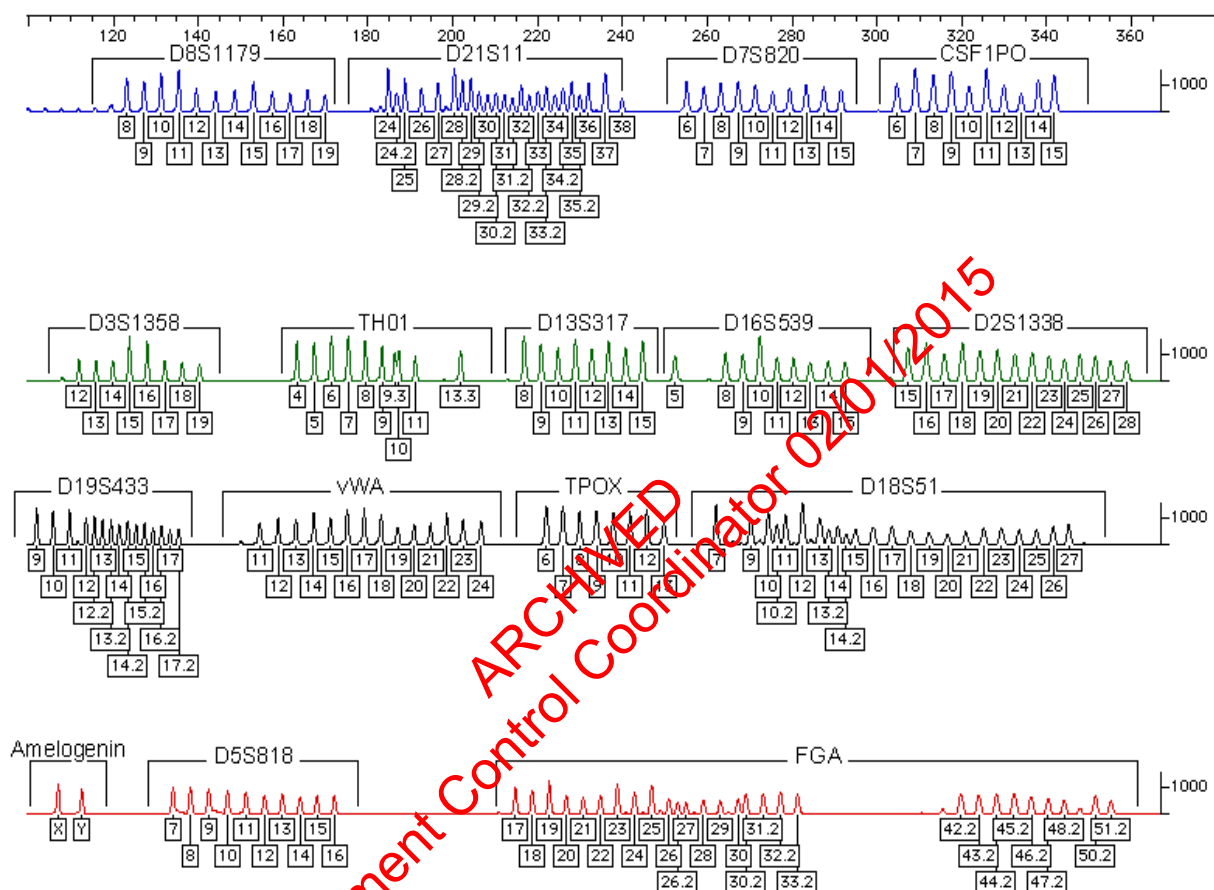 120 140 160 180 200 220 240 260 280 300 320 340 360
D8S1179 D21S11 D7S820 CSF1PO
1000
8 10 12 14 16 18 24 26 28 30 32 34 36 38 6 8 10 12 14 6 8 10 12 14
9 11 13 15 17 19 24.2 27 29 31 33 35 37 7 9 11 13 15 7 9 11 13 15
25 28.2 31.2 34.2
29.2 32.2 35.2
30.2 33.2
D3S1358 TH01 D13S317 D16S539 D2S1338
1000
12 14 16 18 4 6 8 9.3 13.3 8 10 12 14 5 8 10 12 14 15 17 19 21 23 25 27
13 15 17 19 5 7 9 11 9 11 13 15 9 11 13 15 16 18 20 22 24 26 28
10
D19S433 vWA TPOX D18S51
1000
9 11 13 15 17 11 13 15 17 19 21 23 6 8 12 7 9 11 13 15 17 19 21 23 25 27
10 12 14 16 12 14 16 18 20 22 24 7 9 11 13 10 12 14 16 18 20 22 24 26
12.2 15.2 10.2 13.2
13.2 16.2 14.2
14.2 17.2
Amelogenin D5S818 FGA
1000
X Y 7 9 11 13 15 17 19 21 23 25 27 29 31.2 42.2 45.2 48.2 51.2
8 10 12 14 16 18 20 22 24 26 28 30 32.2 43.2 46.2 50.2
26.2 30.2 33.2 44.2 47.2
ARCHIVED
ment Control Coordinator 02/01/2015